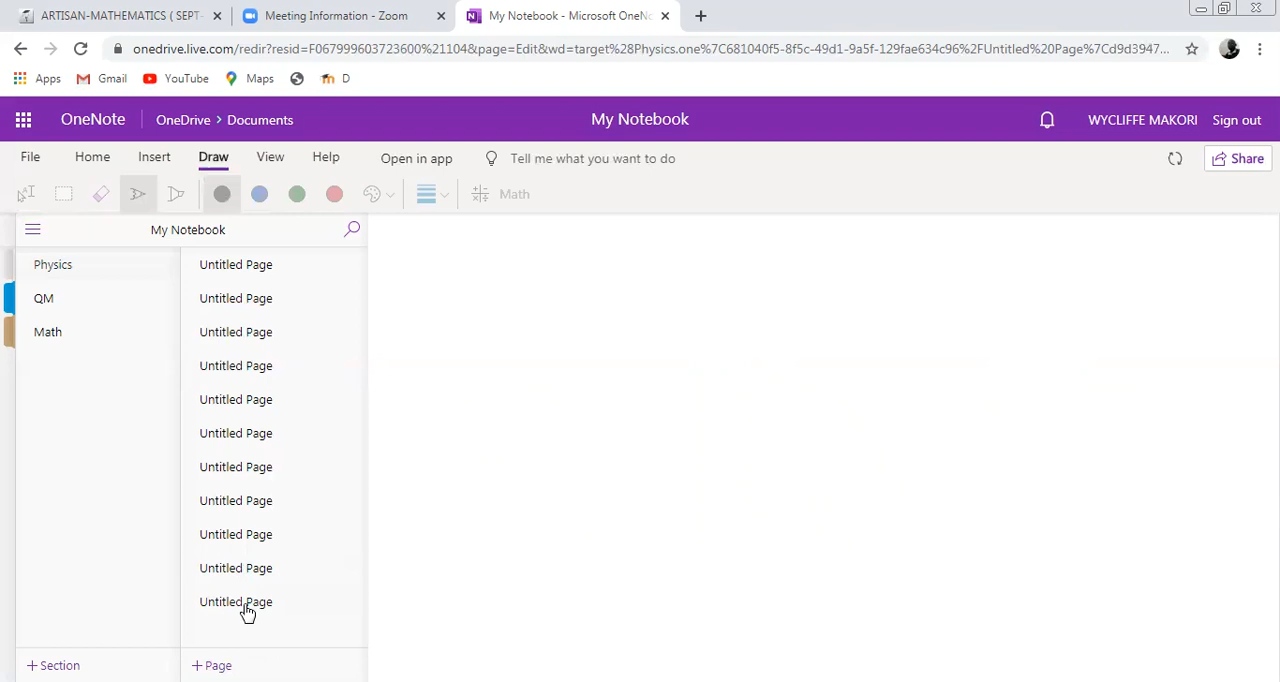 ARTISAN-MATHEMATICS ( SEPT-
Meeting Information - Zoom
My Notebook - Microsoft OneNo
onedrive.live.com/redir?resid=F067999603723600%21104&page=Edit&wd=target%28Physics.one%7C681040f5-8f5c-49d1-9a5f-129fae634c96%2FUntitled%20Page%7Cd9d3947...
Apps
Gmail
YouTube
Maps
D
OneNote
OneDrive > Documents
My Notebook
WYCLIFFE MAKORI
Sign out
File
Home
Insert
Draw
View
Help
Open in app
Tell me what you want to do
Share
Math
My Notebook
Physics
QM
Math
Untitled Page
Untitled Page
Untitled Page
Untitled Page
Untitled Page
Untitled Page
Untitled Page
Untitled Page
Untitled Page
Untitled Page
Untitled Page
+ Section
+ Page